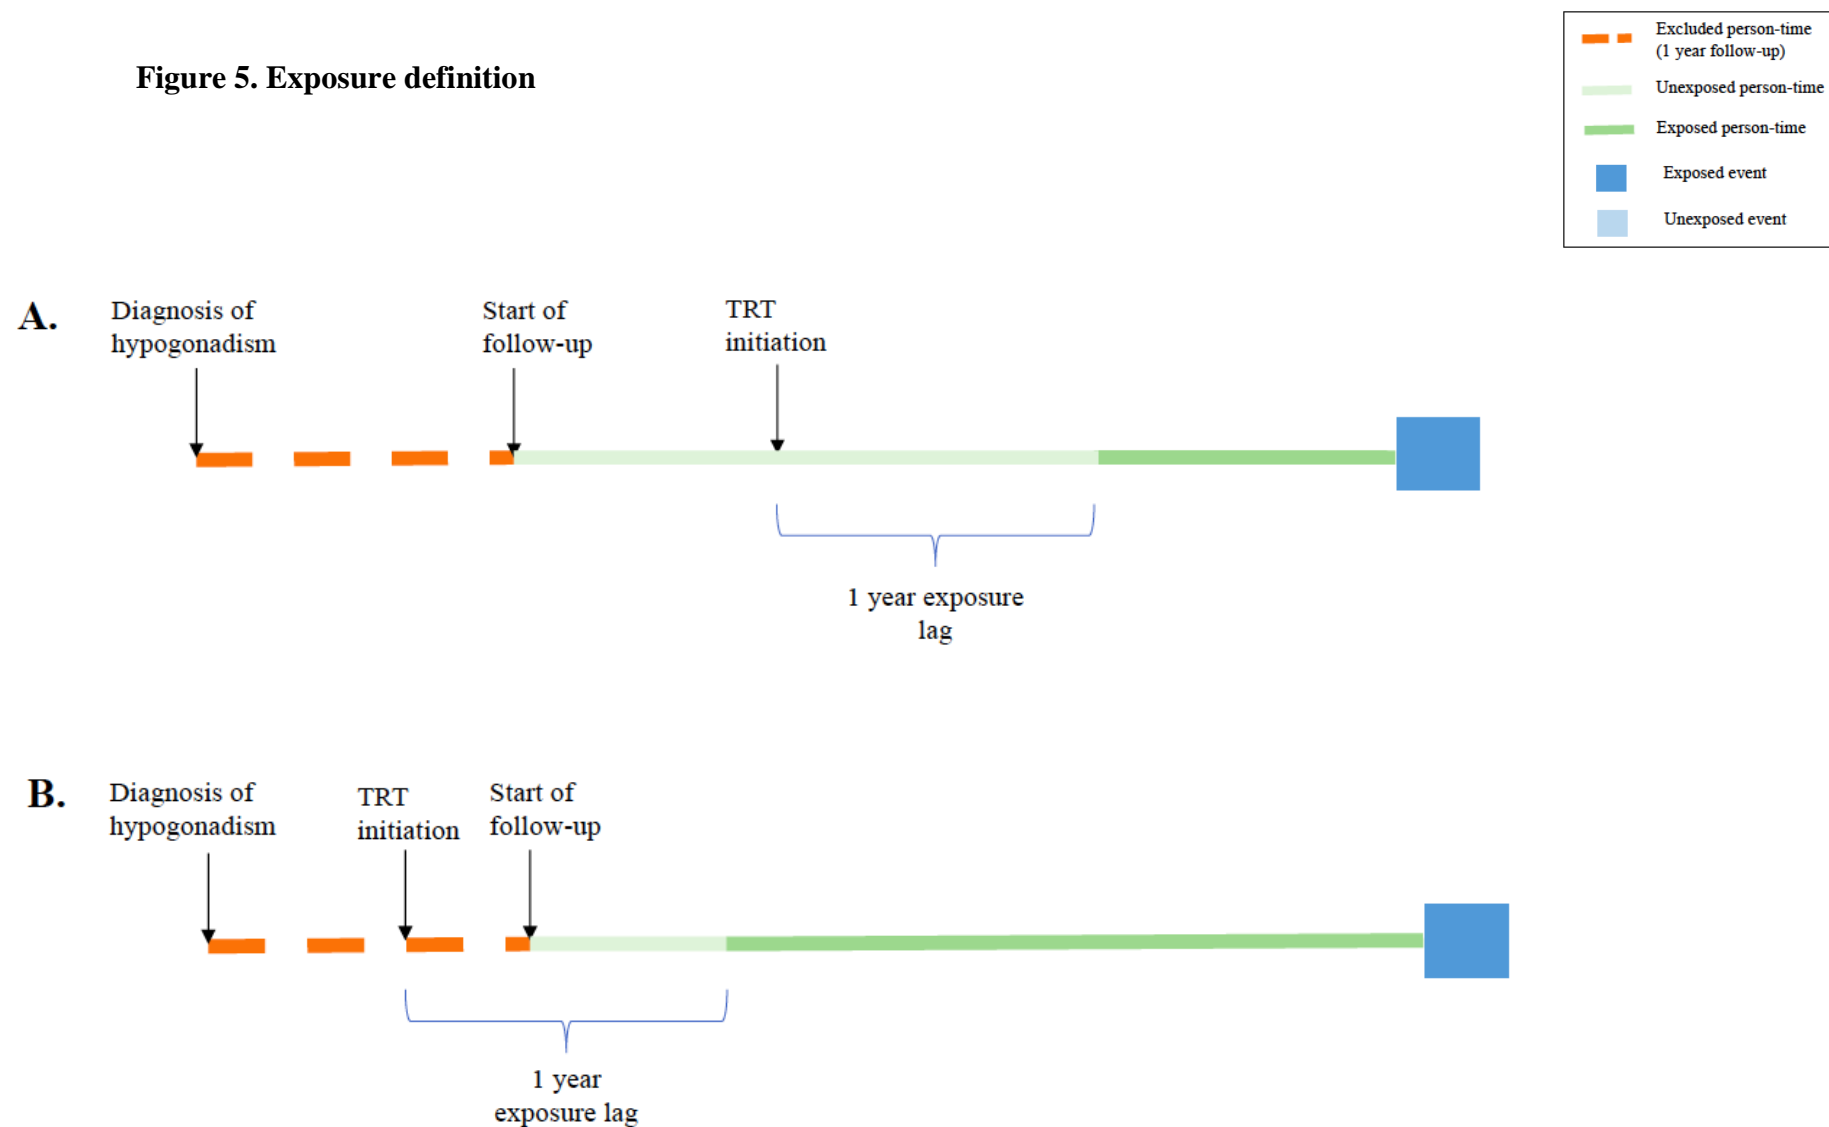 Figure 5. Exposure definition
Excluded person-time
(1 year follow-up)
Unexposed person-time
Exposed person-time
Exposed event
Unexposed event
A.
Diagnosis of
hypogonadism
Start of
follow-up
TRT
initiation
1 year exposure
lag
B.
Diagnosis of
hypogonadism
TRT
initiation
Start of
follow-up
1 year
exposure lag